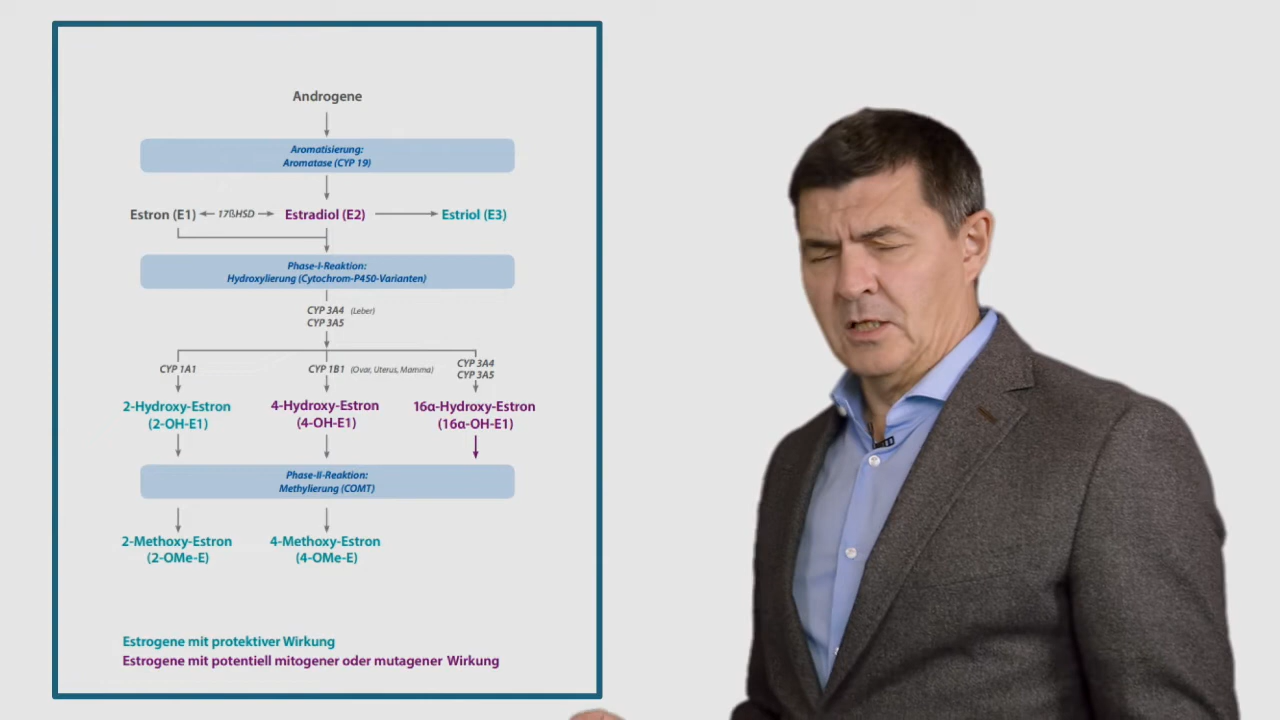 Androgene
Aromatisierung:
Aromatase (CYP 19)
Estron (E1) 17ßHSD Estradiol (E2) Estriol (E3)
Phase-I-Reaktion:
Hydroxylierung (Cytochrom-P450-Varianten)
CYP 3A4 (Leber)
CYP 3A5
CYP 1A1
CYP 1B1 (Ovar, Uterus, Mamma)
CYP 3A4
CYP 3A5
2-Hydroxy-Estron
(2-OH-E1)
4-Hydroxy-Estron
(4-OH-E1)
16α-Hydroxy-Estron
(16α-OH-E1)
Phase-II-Reaktion:
Methylierung (COMT)
2-Methoxy-Estron
(2-OMe-E)
4-Methoxy-Estron
(4-OMe-E)
Estrogene mit protektiver Wirkung
Estrogene mit potentiell mitogener oder mutagener Wirkung